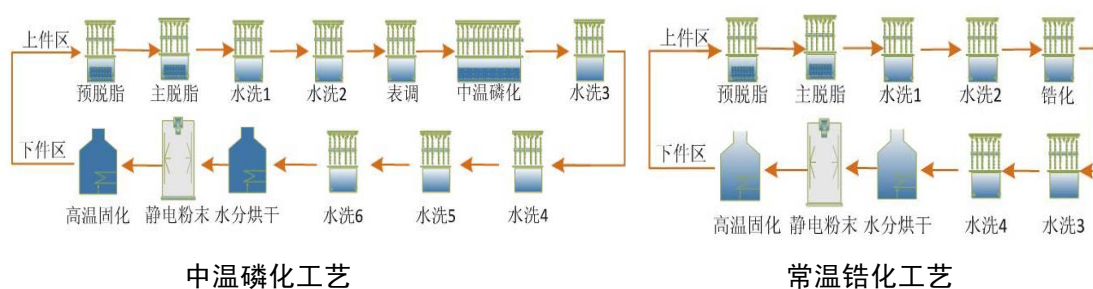 上件区
预脱脂
主脱脂
水洗1
水洗2
表调
中温磷化
水洗3
下件区
高温固化
静电粉末
水分烘干
水洗6
水洗5
水洗4
中温磷化工艺
上件区
预脱脂
主脱脂
水洗1
水洗2
锆化
下件区
高温固化
静电粉末
水分烘干
水洗4
水洗3
常温锆化工艺